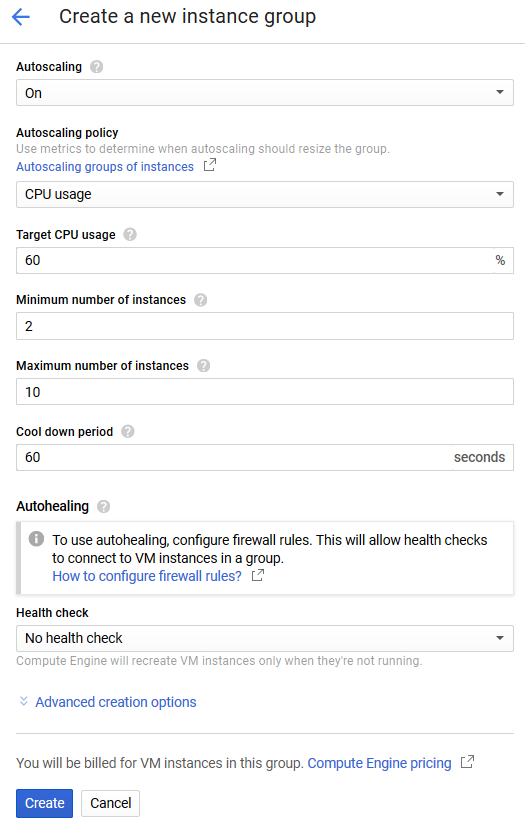 Create a new instance group
Autoscaling
On
Autoscaling policy
Use metrics to determine when autoscaling should resize the group.
Autoscaling groups of instances
CPU usage
Target CPU usage
60 %
Minimum number of instances
2
Maximum number of instances
10
Cool down period
60 seconds
Autohealing
To use autohealing, configure firewall rules. This will allow health checks
to connect to VM instances in a group.
How to configure firewall rules?
Health check
No health check
Compute Engine will recreate VM instances only when they're not running.
Advanced creation options
You will be billed for VM instances in this group. Compute Engine pricing
Create Cancel